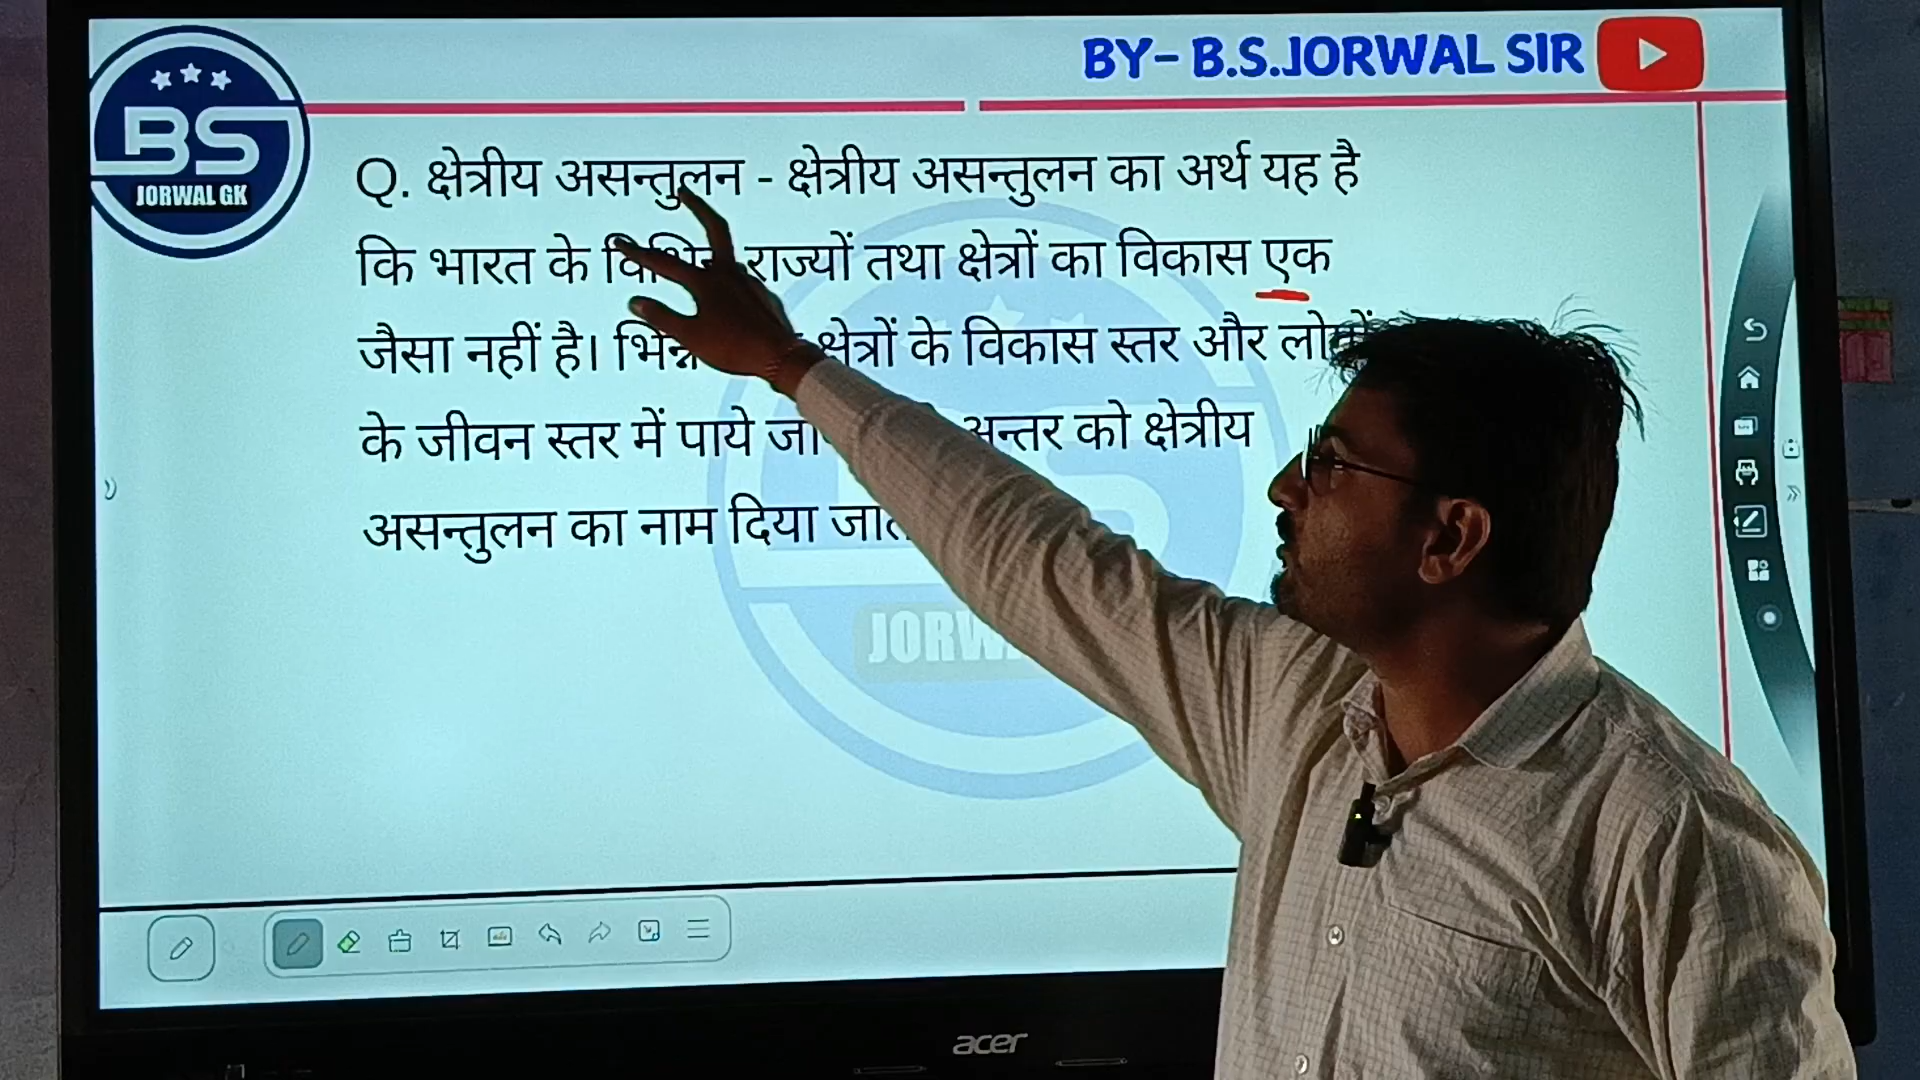 BY- B.S.JORWAL SIR
BS
JORWAL GK
Q. क्षेत्रीय असन्तुलन - क्षेत्रीय असन्तुलन का अर्थ यह है
कि भारत के राज्यों तथा क्षेत्रों का विकास एक
जैसा नहीं है। क्षेत्रों के विकास स्तर और
के जीवन स्तर में पाये अन्तर को क्षेत्रीय
असन्तुलन का नाम दिया
acer